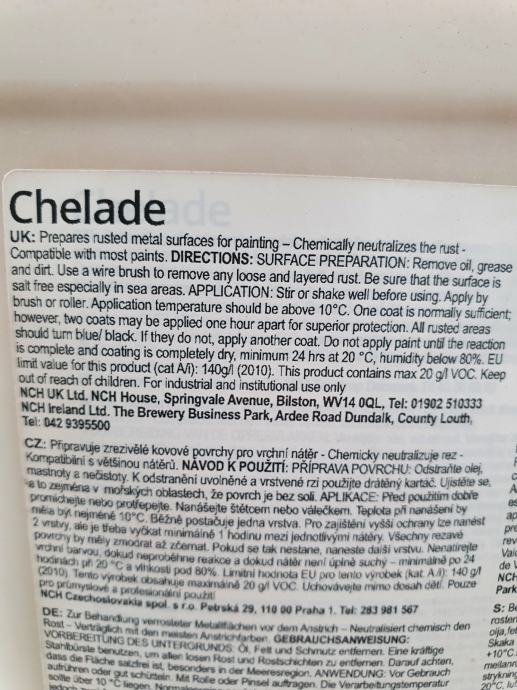 Chelade
UK: Prepares rusted metal surfaces for painting – Chemically neutralizes the rust -
Compatible with most paints. DIRECTIONS: SURFACE PREPARATION: Remove oil, grease
and dirt. Use a wire brush to remove any loose and layered rust. Be sure that the surface is
salt free especially in sea areas. APPLICATION: Stir or shake well before using. Apply by
brush or roller. Application temperature should be above 10°C. One coat is normally sufficient;
however, two coats may be applied one hour apart for superior protection. All rusted areas
should turn blue/ black. If they do not, apply another coat. Do not apply paint until the reaction
is complete and coating is completely dry, minimum 24 hrs at 20 °C, humidity below 80%. EU
limit value for this product (cat A/i): 140g/l (2010). This product contains max 20 g/l VOC. Keep
out of reach of children. For industrial and institutional use only
NCH UK Ltd. NCH House, Springvale Avenue, Bilston, WV14 0QL, Tel: 01902 510333
NCH Ireland Ltd. The Brewery Business Park, Ardee Road Dundalk, County Louth,
Tel: 042 9395500
CZ: Připravuje zrezivělé kovové povrchy pro vrchní nátěr - Chemicky neutralizuje rez -
Kompatibilní s většinou nátěrů. NÁVOD K POUŽITÍ: PŘÍPRAVA POVRCHU: Odstraňte olej,
mastnoty a nečistoty. K odstranění uvolněné a vrstvené rzi použijte drátěný kartáč. Ujistěte se,
že to zejména v mořských oblastech, že povrch je bez soli. APLIKACE: Před použitím dobře
promíchejte nebo protřepejte. Nanášejte štětcem nebo válečkem. Teplota při nanášení by
měla být nejméně 10°C. Běžně postačuje jedna vrstva. Pro zajištění vyšší ochrany lze nanést
2 vrstvy, ale je třeba vyčkat minimálně 1 hodinu mezi jednotlivými nátěry. Všechny rezavé
povrchy by měly zmodrat až zčernat. Pokud se tak nestane, naneste další vrstvu. Nenatírejte
vrchní barvou, dokud neproběhne reakce a dokud nátěr není úplně suchý – minimálně po 24
hodinách při 20 °C a vlhkosti pod 80%. Limitní hodnota EU pro tento výrobek (kat. A /i): 140 g/l
(2010) Tento výrobek obsahuje maximálně 20 g/l VOC. Uchovávejte mimo dosah dětí. Pouze
pro průmyslové a profesionální použití
NCH Czechoslovakia spol. s r.o. Petrská 29, 110 00 Praha 1. Tel: 283 981 567
DE: Zur Behandlung verrosteter Metallflächen vor dem Anstrich – Neutralisiert chemisch den
Rost – Verträglich mit den meisten Anstrichfarben. GEBRAUCHSANWEISUNG:
VORBEREITUNG DES UNTERGRUNDS: Öl, Fett und Schmutz entfernen. Eine kräftige
Stahlbürste benutzen, um allen losen Rost und Rostschichten zu entfernen. Darauf achten,
dass die Fläche salzfrei ist, besonders in der Meeresregion. ANWENDUNG: Vor Gebrauch
aufrühren oder gut schütteln. Mit Rolle oder Pinsel auftragen. Die Verarbeitungstemperatur
sollte über 10 °C liegen.
NCH
Park
S: Be
Skaka
+10°C